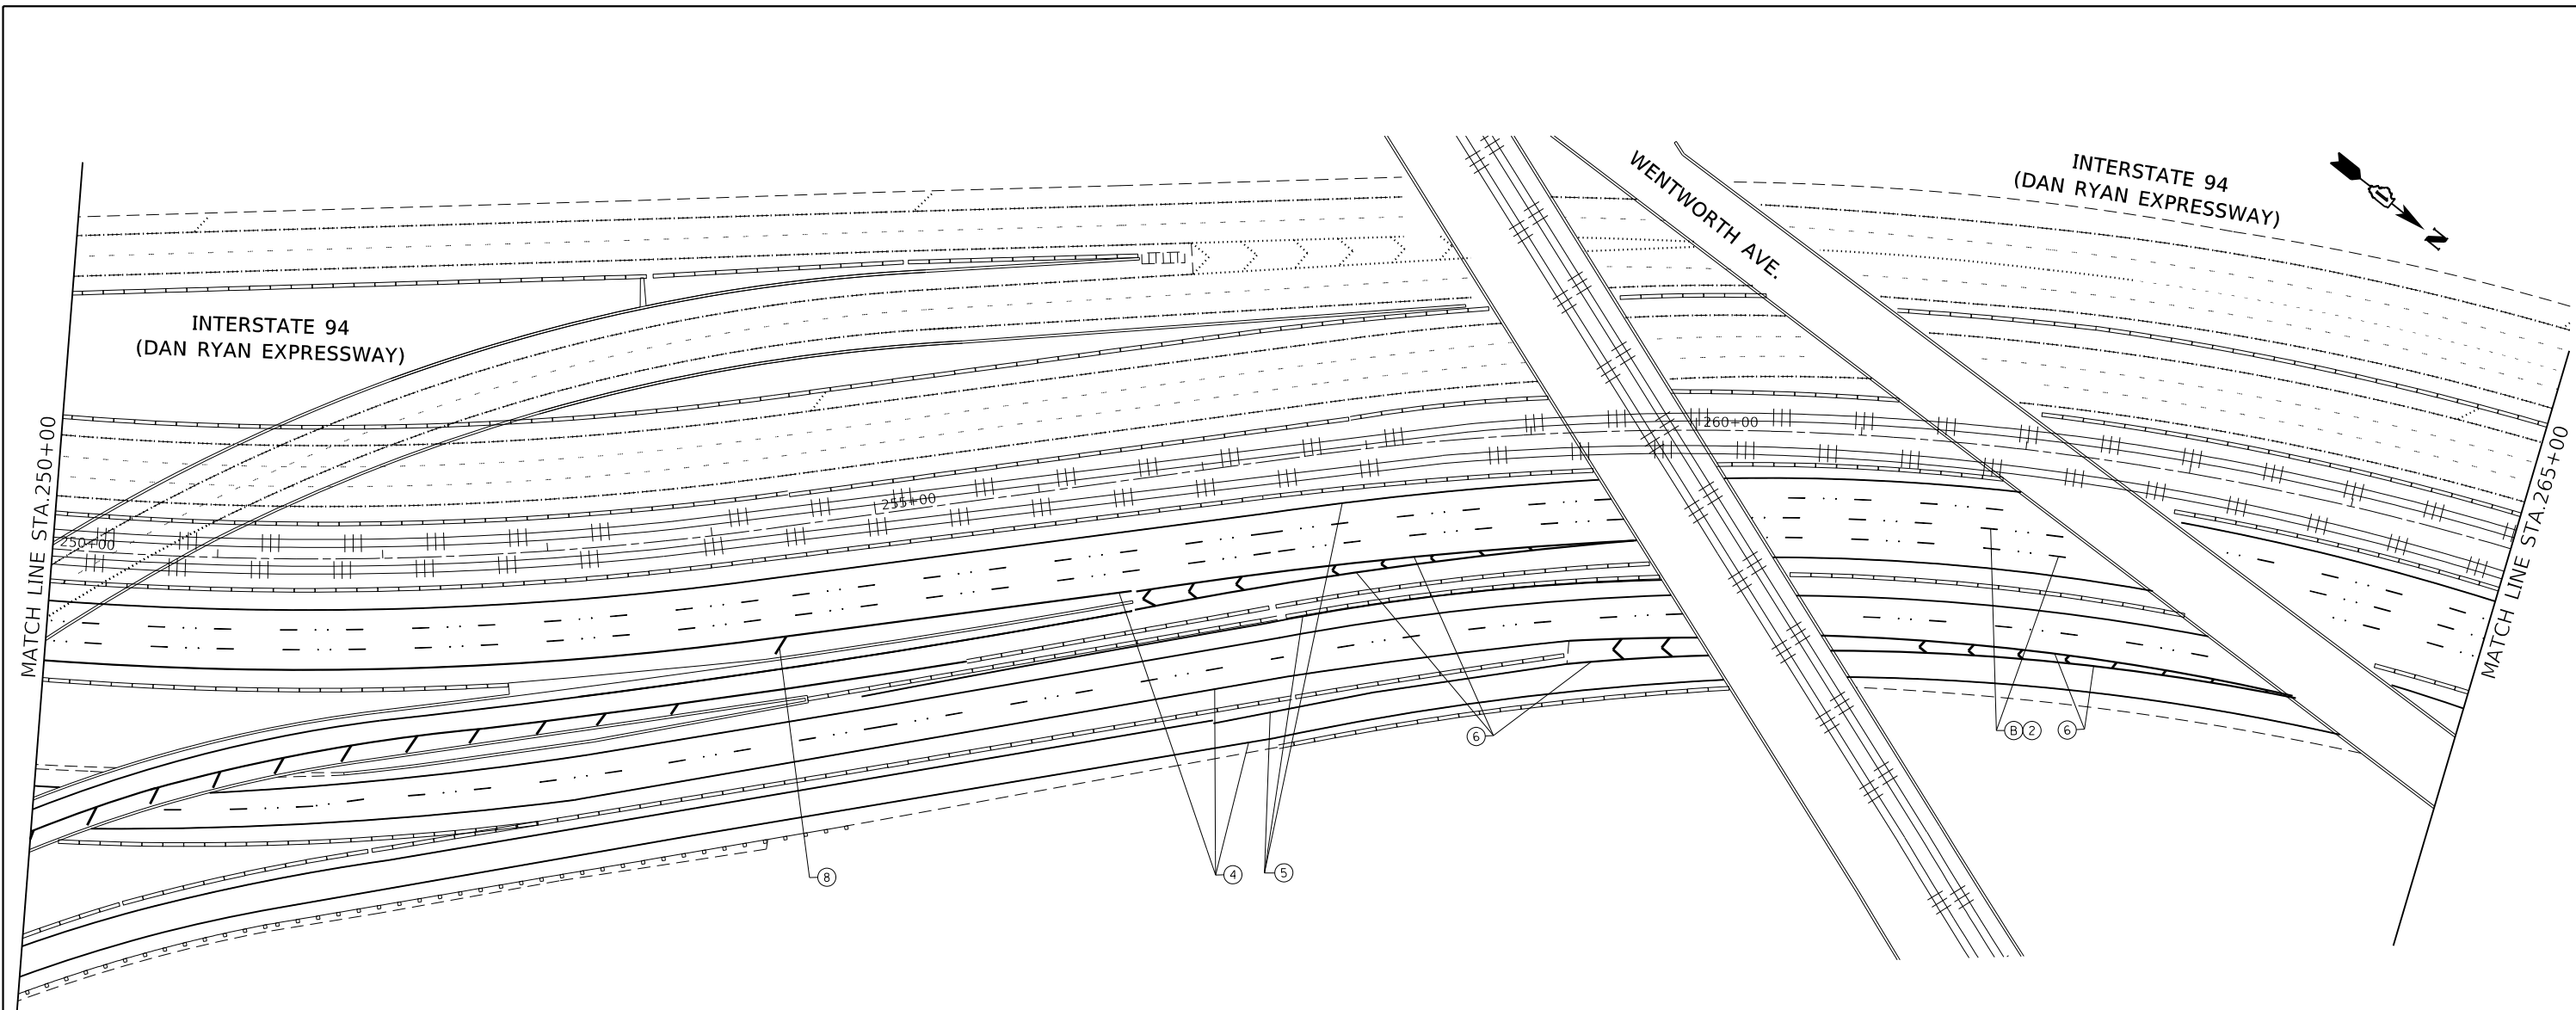 INTERSTATE 94
(DAN RYAN EXPRESSWAY)
WENTWORTH AVE.
INTERSTATE 94
(DAN RYAN EXPRESSWAY)
N
MATCH LINE STA.250+00
250+00
255+00
260+00
MATCH LINE STA.265+00
6
B 2
6
8
4
5